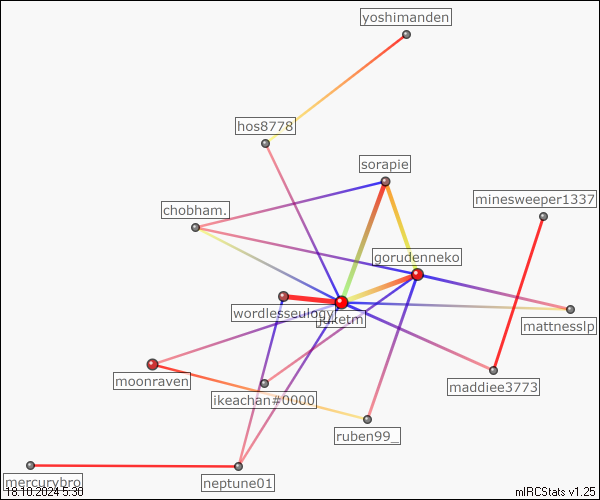 yoshimanden
hos8778
sorapie
minesweeper1337
chobham.
gorudenneko
wordlesseulogy
mattnesslp
moonraven
maddiee3773
ikeachan#0000
ruben99_
mercurybro
neptune01
18.10.2024 5:30
mIRCStats v1.25